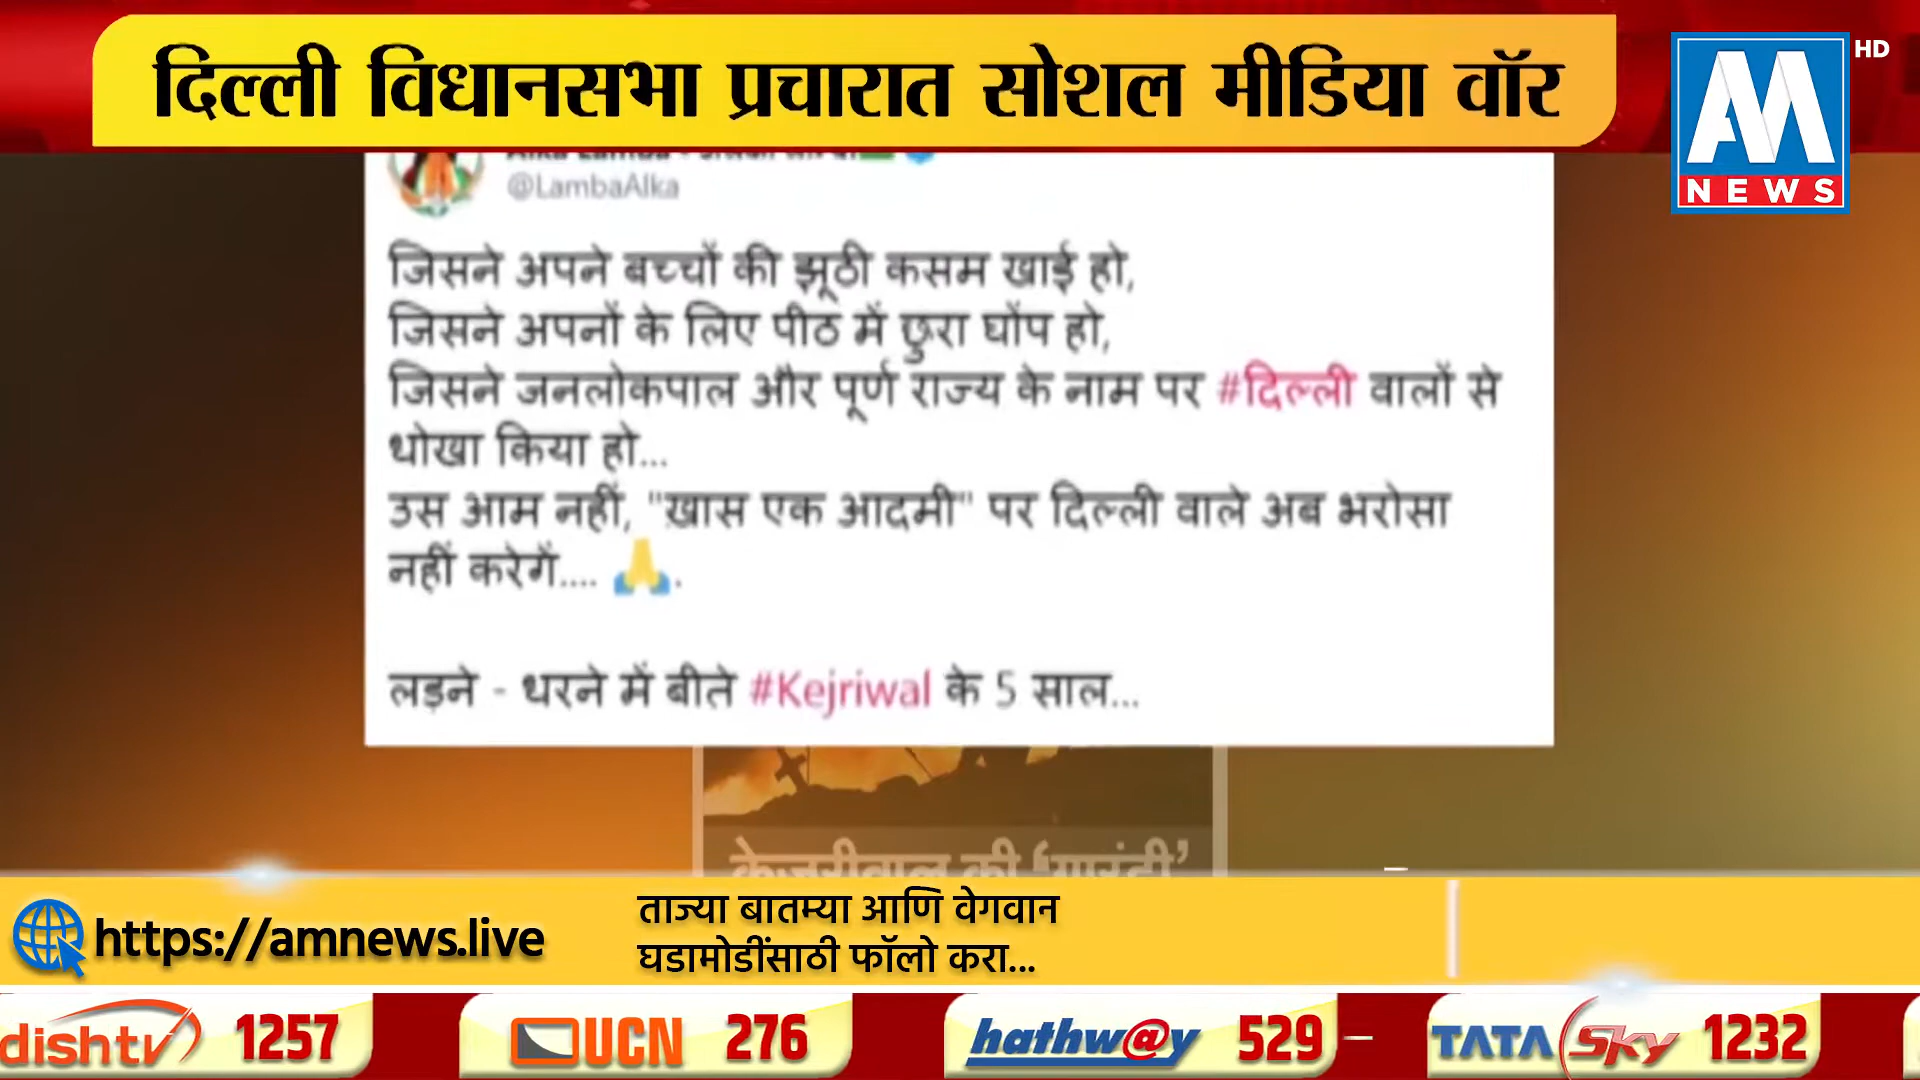 दिल्ली विधानसभा प्रचारात सोशल मीडिया वॉर
AM
NEWS
HD
@LambaAlka
जिसने अपने बच्चों की झूठी कसम खाई हो,
जिसने अपनों के लिए पीठ में छुरा घोंप हो,
जिसने जनलोकपाल और पूर्ण राज्य के नाम पर #दिल्ली वालों से
धोखा किया हो...
उस आम नहीं, "ख़ास एक आदमी" पर दिल्ली वाले अब भरोसा
नहीं करेगें.... 🙏.
लड़ने - धरने में बीते #Kejriwal के 5 साल...
केजरीवाल की ‘गारंटी’
https://amnews.live
ताज्या बातम्या आणि वेगवान
घडामोडींसाठी फॉलो करा...
dishtv 1257
UCN 276
hathw@y 529
TATA Sky 1232